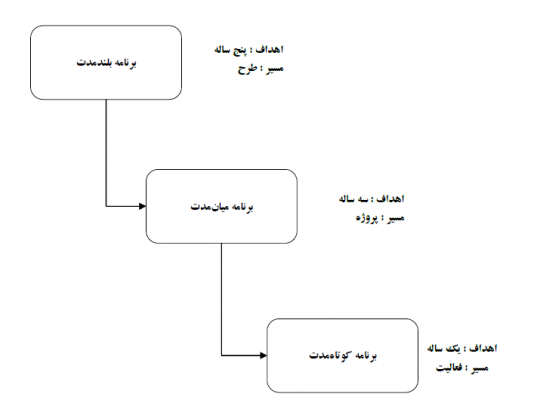 برنامه بلندمدت
اهداف : پنج ساله
مسیر : طرح
برنامه میان‌مدت
اهداف : سه ساله
مسیر : پروژه
برنامه کوتاه‌مدت
اهداف : یک ساله
مسیر : فعالیت